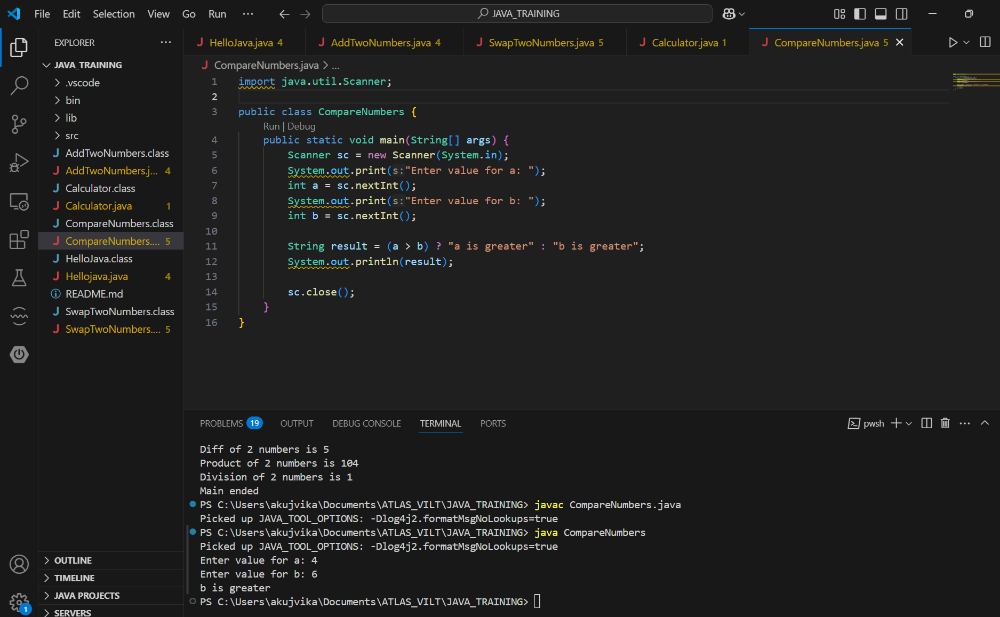 File Edit Selection View Go Run ··· JAVA_TRAINING
EXPLORER ···
JAVA_TRAINING
.vscode
bin
lib
src
AddTwoNumbers.class
AddTwoNumbers.j... 4
Calculator.class
Calculator.java 1
CompareNumbers.class
CompareNumbers.... 5
HelloJava.class
Hellojava.java 4
README.md
SwapTwoNumbers.class
SwapTwoNumbers.... 5
OUTLINE
TIMELINE
JAVA PROJECTS
SERVERS
1
HelloJava.java 4 AddTwoNumbers.java 4 SwapTwoNumbers.java 5 Calculator.java 1 CompareNumbers.java 5
CompareNumbers.java > ...
1 import java.util.Scanner;
2
3 public class CompareNumbers {
Run | Debug
4 public static void main(String[] args) {
5 Scanner sc = new Scanner(System.in);
6 System.out.print(s:"Enter value for a: ");
7 int a = sc.nextInt();
8 System.out.print(s:"Enter value for b: ");
9 int b = sc.nextInt();
10
11 String result = (a > b) ? "a is greater" : "b is greater";
12 System.out.println(result);
13
14 sc.close();
15 }
16 }
PROBLEMS 19 OUTPUT DEBUG CONSOLE TERMINAL PORTS pwsh
Diff of 2 numbers is 5
Product of 2 numbers is 104
Division of 2 numbers is 1
Main ended
PS C:\Users\akujvika\Documents\ATLAS_VILT\JAVA_TRAINING> javac CompareNumbers.java
Picked up JAVA_TOOL_OPTIONS: -Dlog4j2.formatMsgNoLookups=true
PS C:\Users\akujvika\Documents\ATLAS_VILT\JAVA_TRAINING> java CompareNumbers
Picked up JAVA_TOOL_OPTIONS: -Dlog4j2.formatMsgNoLookups=true
Enter value for a: 4
Enter value for b: 6
b is greater
PS C:\Users\akujvika\Documents\ATLAS_VILT\JAVA_TRAINING>